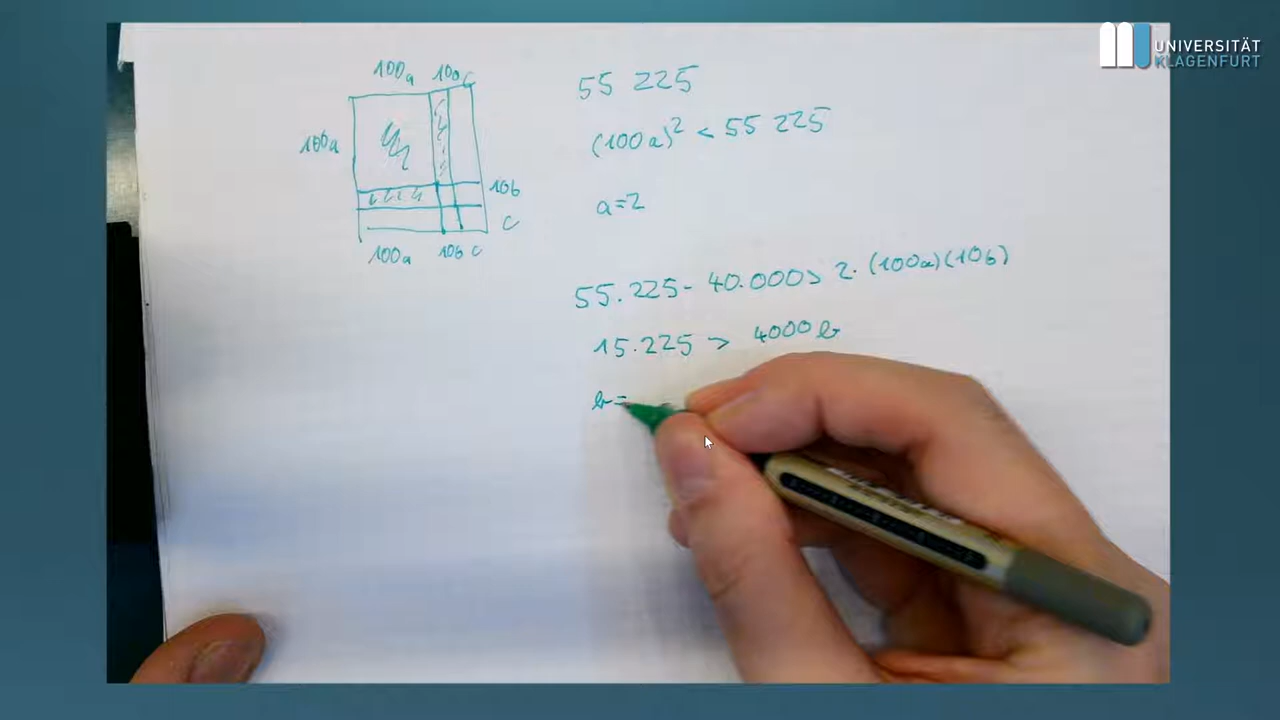 UNIVERSITÄT
KLAGENFURT
100a 10b c
100a
10b
c
100a 10b c
55 225
(100a)² < 55 225
a=2
55.225- 40.000> 2. (100a)(10b)
15.225 > 4000 b
b=